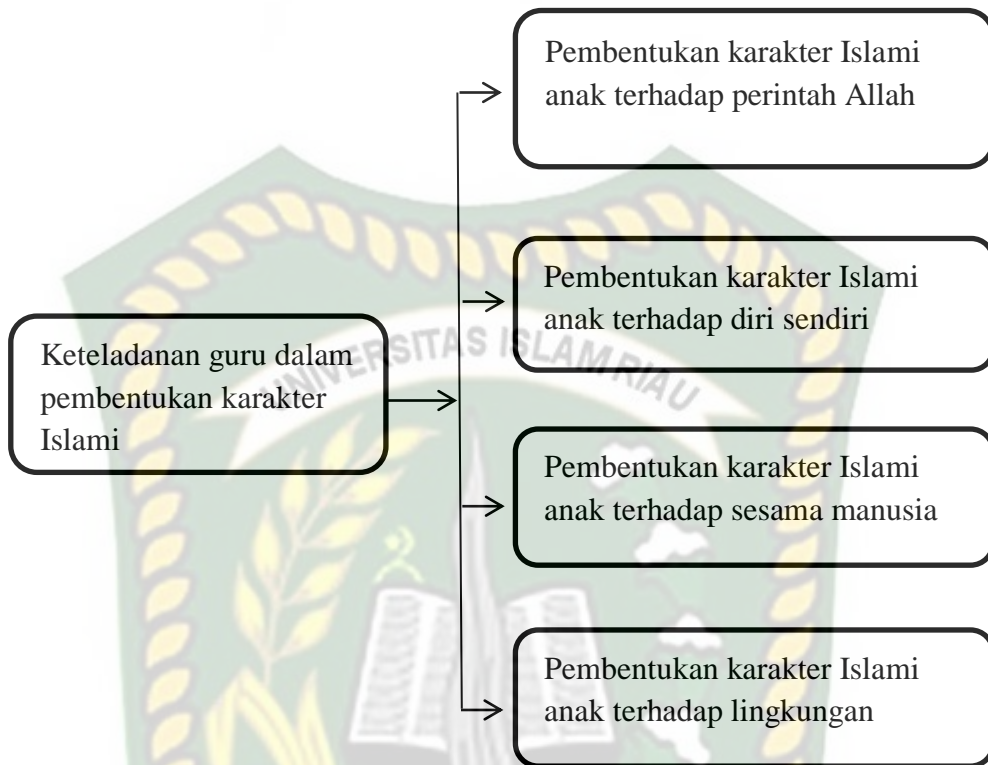 Pembentukan karakter Islami
anak terhadap perintah Allah
Pembentukan karakter Islami
anak terhadap diri sendiri
UNIVERSITAS ISLAM RIAU
Keteladanan guru dalam
pembentukan karakter
Islami
Pembentukan karakter Islami
anak terhadap sesama manusia
Pembentukan karakter Islami
anak terhadap lingkungan